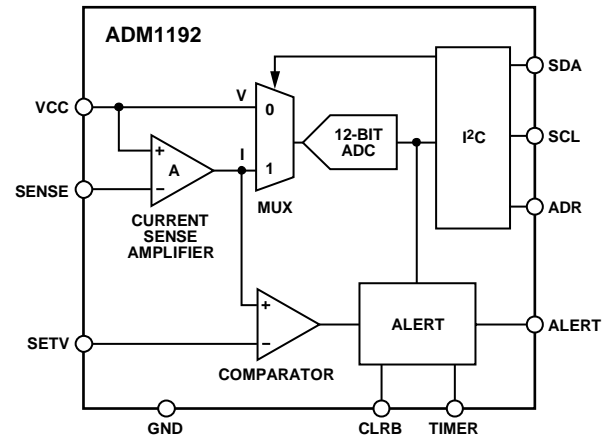 ADM1192
VCC
V
0
I
1
MUX
12-BIT
ADC
I²C
SDA
SCL
ADR
+
A
−
SENSE
CURRENT
SENSE
AMPLIFIER
SETV
+
−
COMPARATOR
ALERT
ALERT
GND
CLRB
TIMER